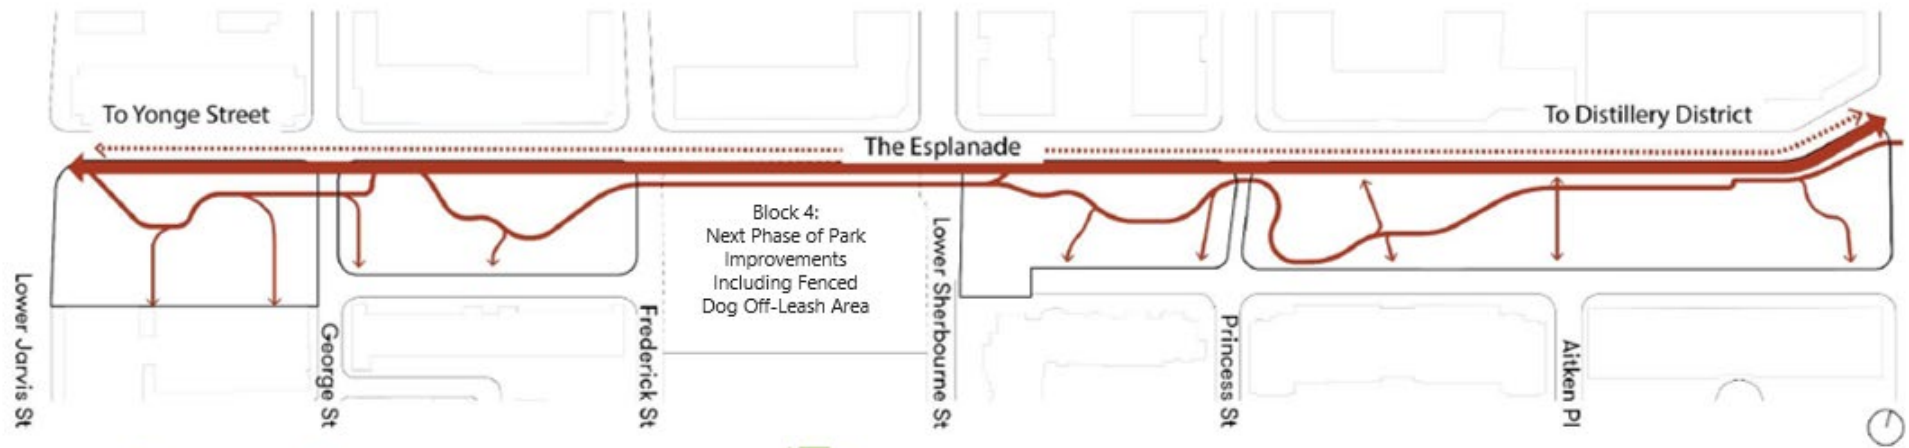 To Yonge Street
To Distillery District
The Esplanade
Block 4:
Next Phase of Park
Improvements
Including Fenced
Dog Off-Leash Area
Lower Jarvis St
George St
Frederick St
Lower Sherbourne St
Princess St
Aitken Pl